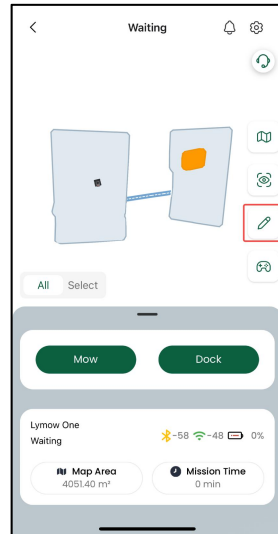 Waiting
All Select
Mow Dock
Lymow One
Waiting
-58 -48 0%
Map Area Mission Time
4051.40 m² 0 min